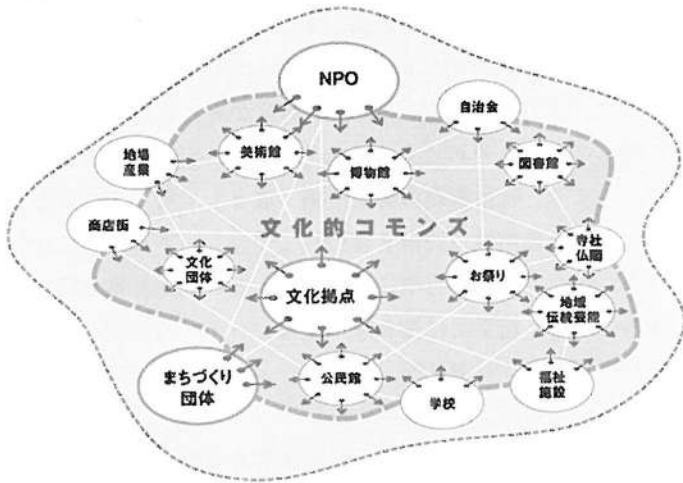 NPO
自治会
美術館
図書館
地場
産景
博物館
商店街
文化的コモンズ
寺社
仏閣
文化
団体
お祭り
文化拠点
地域
伝統芸能
まちづくり
団体
公民館
学校
福祉
施設